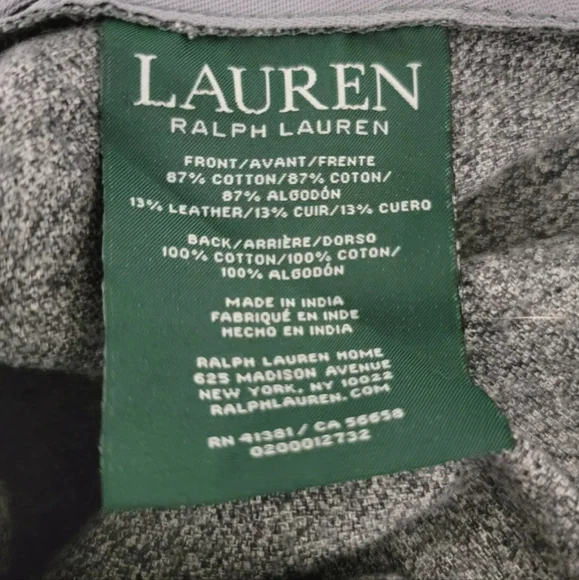 LAUREN
RALPH LAUREN
FRONT/AVANT/FRENTE
87% COTTON/87% COTON/
87% ALGODÓN
13% LEATHER/13% CUIR/13% CUERO
BACK/ARRIÈRE/DORSO
100% COTTON/100% COTON/
100% ALGODÓN
MADE IN INDIA
FABRIQUÉ EN INDE
HECHO EN INDIA
RALPH LAUREN HOME
625 MADISON AVENUE
NEW YORK, NY 10022
RALPHLAUREN.COM
RN 41381 / CA 56658
0200012732